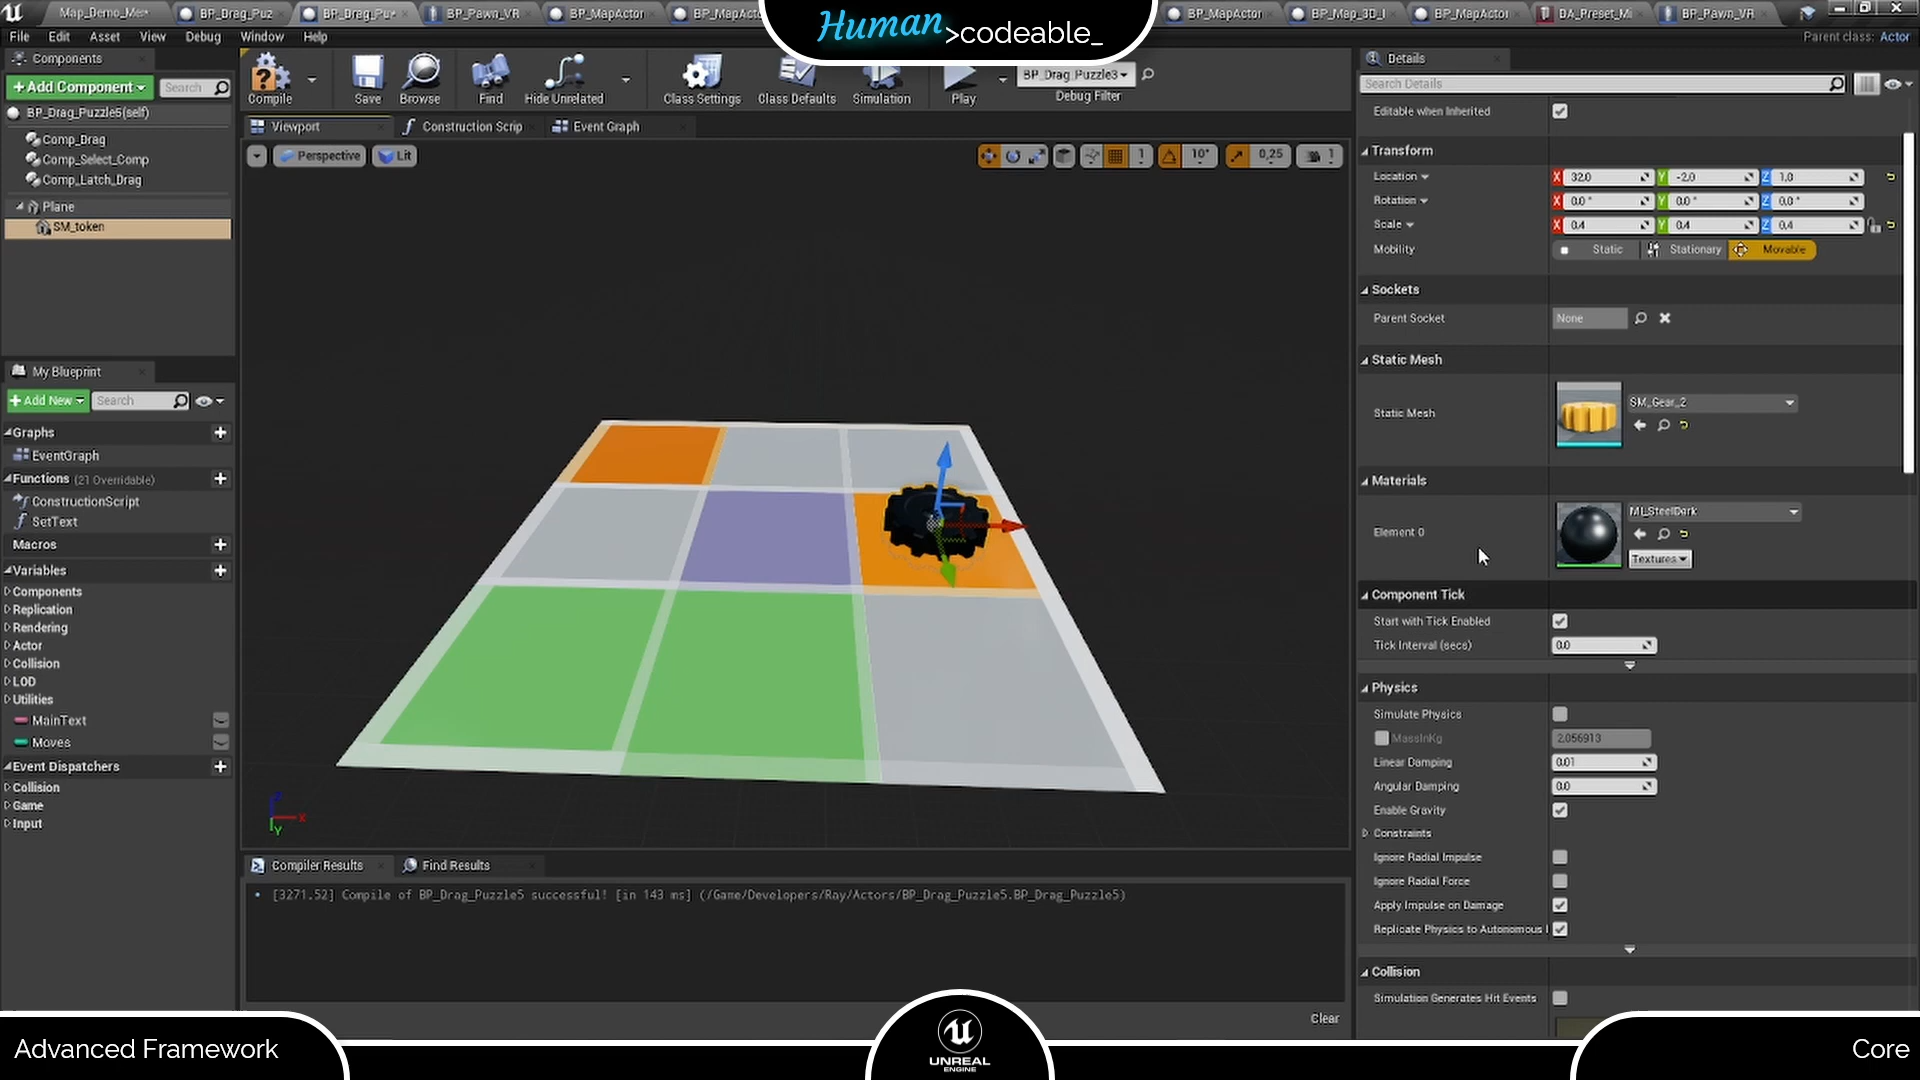 Map_Demo_Me*
BP_Drag_Puz
BP_Drag_Pu*
BP_Pawn_VR
BP_MapActor
BP_MapActo
BP_MapActor
BP_Map_3D_I
BP_MapActor
DA_Preset_Mi
BP_Pawn_VR
Human >codeable_
File Edit Asset View Debug Window Help
Parent class: Actor
Components
+Add Component
Search
BP_Drag_Puzzle5(self)
Comp_Drag
Comp_Select_Comp
Comp_Latch_Drag
Plane
SM_token
Compile
Save
Browse
Find
Hide Unrelated
Class Settings
Class Defaults
Simulation
Play
BP_Drag_Puzzle3
Debug Filter
Viewport
Construction Scrip
Event Graph
Perspective
Lit
1
10°
0,25
1
My Blueprint
+Add New
Search
Graphs
EventGraph
Functions (21 Overridable)
ConstructionScript
SetText
Macros
Variables
Components
Replication
Rendering
Actor
Collision
LOD
Utilities
MainText
Moves
Event Dispatchers
Collision
Game
Input
Z
X
Y
Compiler Results
Find Results
[3271.52] Compile of BP_Drag_Puzzle5 successful! [in 143 ms] (/Game/Developers/Ray/Actors/BP_Drag_Puzzle5.BP_Drag_Puzzle5)
Clear
Details
Search Details
Editable when Inherited
Transform
Location X 32.0 Y -2.0 Z 1.0
Rotation X 0.0 ° Y 0.0 ° Z 0.0 °
Scale X 0.4 Y 0.4 Z 0.4
Mobility Static Stationary Movable
Sockets
Parent Socket None
Static Mesh
Static Mesh SM_Gear_2
Materials
Element 0 MI_SteelDark
Textures
Component Tick
Start with Tick Enabled
Tick Interval (secs) 0.0
Physics
Simulate Physics
MassInKg 2.056913
Linear Damping 0.01
Angular Damping 0.0
Enable Gravity
Constraints
Ignore Radial Impulse
Ignore Radial Force
Apply Impulse on Damage
Replicate Physics to Autonomous
Collision
Simulation Generates Hit Events
Advanced Framework
UNREAL
ENGINE
Core